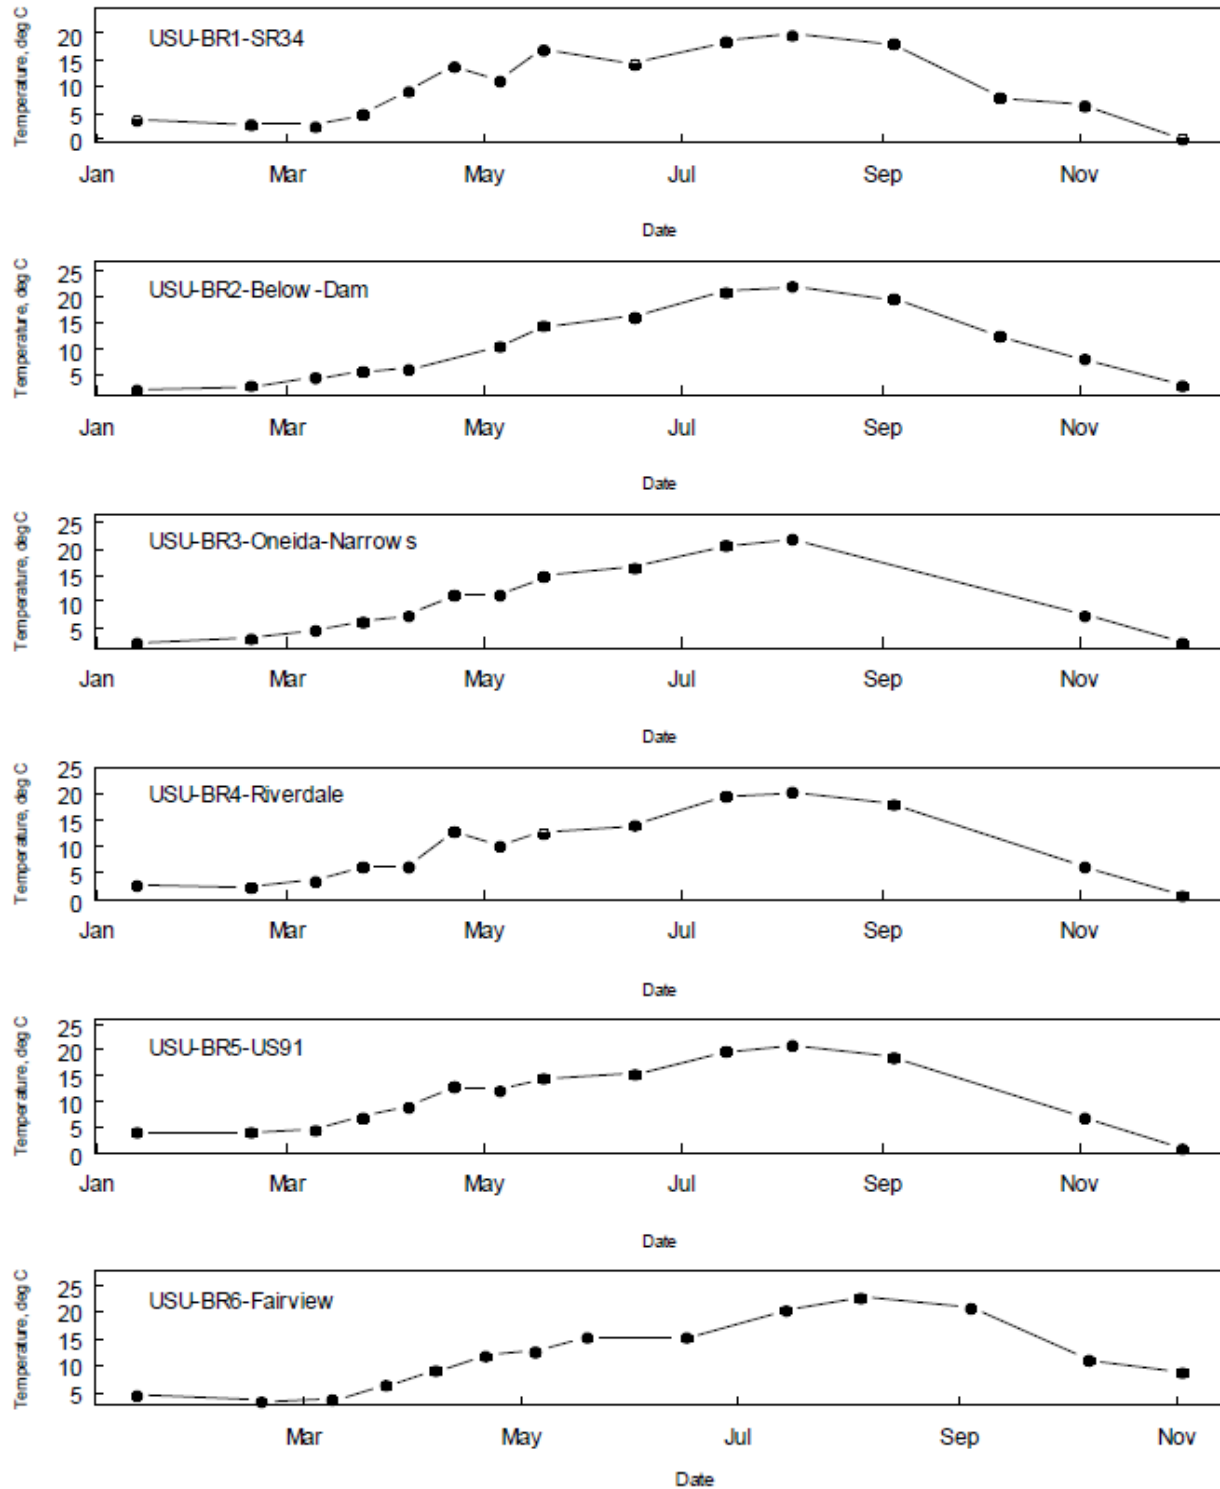 Temperature, deg C
20
15
10
5
0
USU-BR1-SR34
Jan Mar May Jul Sep Nov
Date
Temperature, deg C
25
20
15
10
5
USU-BR2-Below-Dam
Jan Mar May Jul Sep Nov
Date
Temperature, deg C
25
20
15
10
5
USU-BR3-Oneida-Narrows
Jan Mar May Jul Sep Nov
Date
Temperature, deg C
25
20
15
10
5
0
USU-BR4-Riverdale
Jan Mar May Jul Sep Nov
Date
Temperature, deg C
25
20
15
10
5
0
USU-BR5-US91
Jan Mar May Jul Sep Nov
Date
Temperature, deg C
25
20
15
10
5
USU-BR6-Fairview
Mar May Jul Sep Nov
Date